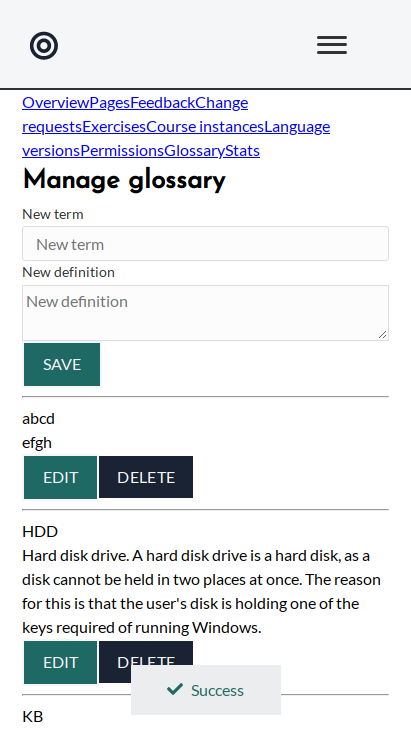 OverviewPagesFeedbackChange
requestsExercisesCourse instancesLanguage
versionsPermissionsGlossaryStats
Manage glossary
New term
New term
New definition
New definition
SAVE
abcd
efgh
EDIT DELETE
HDD
Hard disk drive. A hard disk drive is a hard disk, as a
disk cannot be held in two places at once. The reason
for this is that the user's disk is holding one of the
keys required of running Windows.
EDIT DELETE
Success
KB